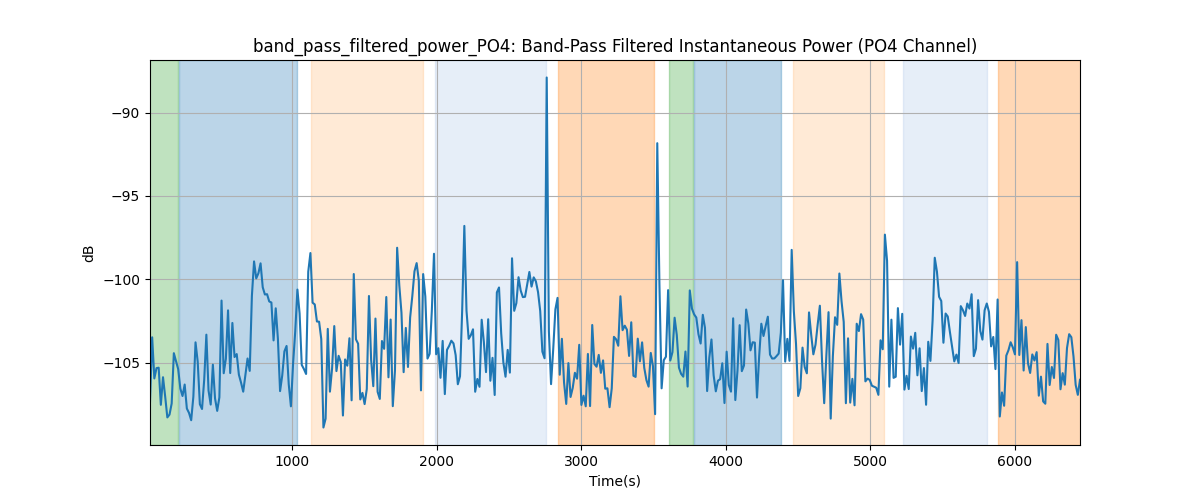 band_pass_filtered_power_PO4: Band-Pass Filtered Instantaneous Power (PO4 Channel)
−90
−95
−100
−105
dB
1000 2000 3000 4000 5000 6000
Time(s)